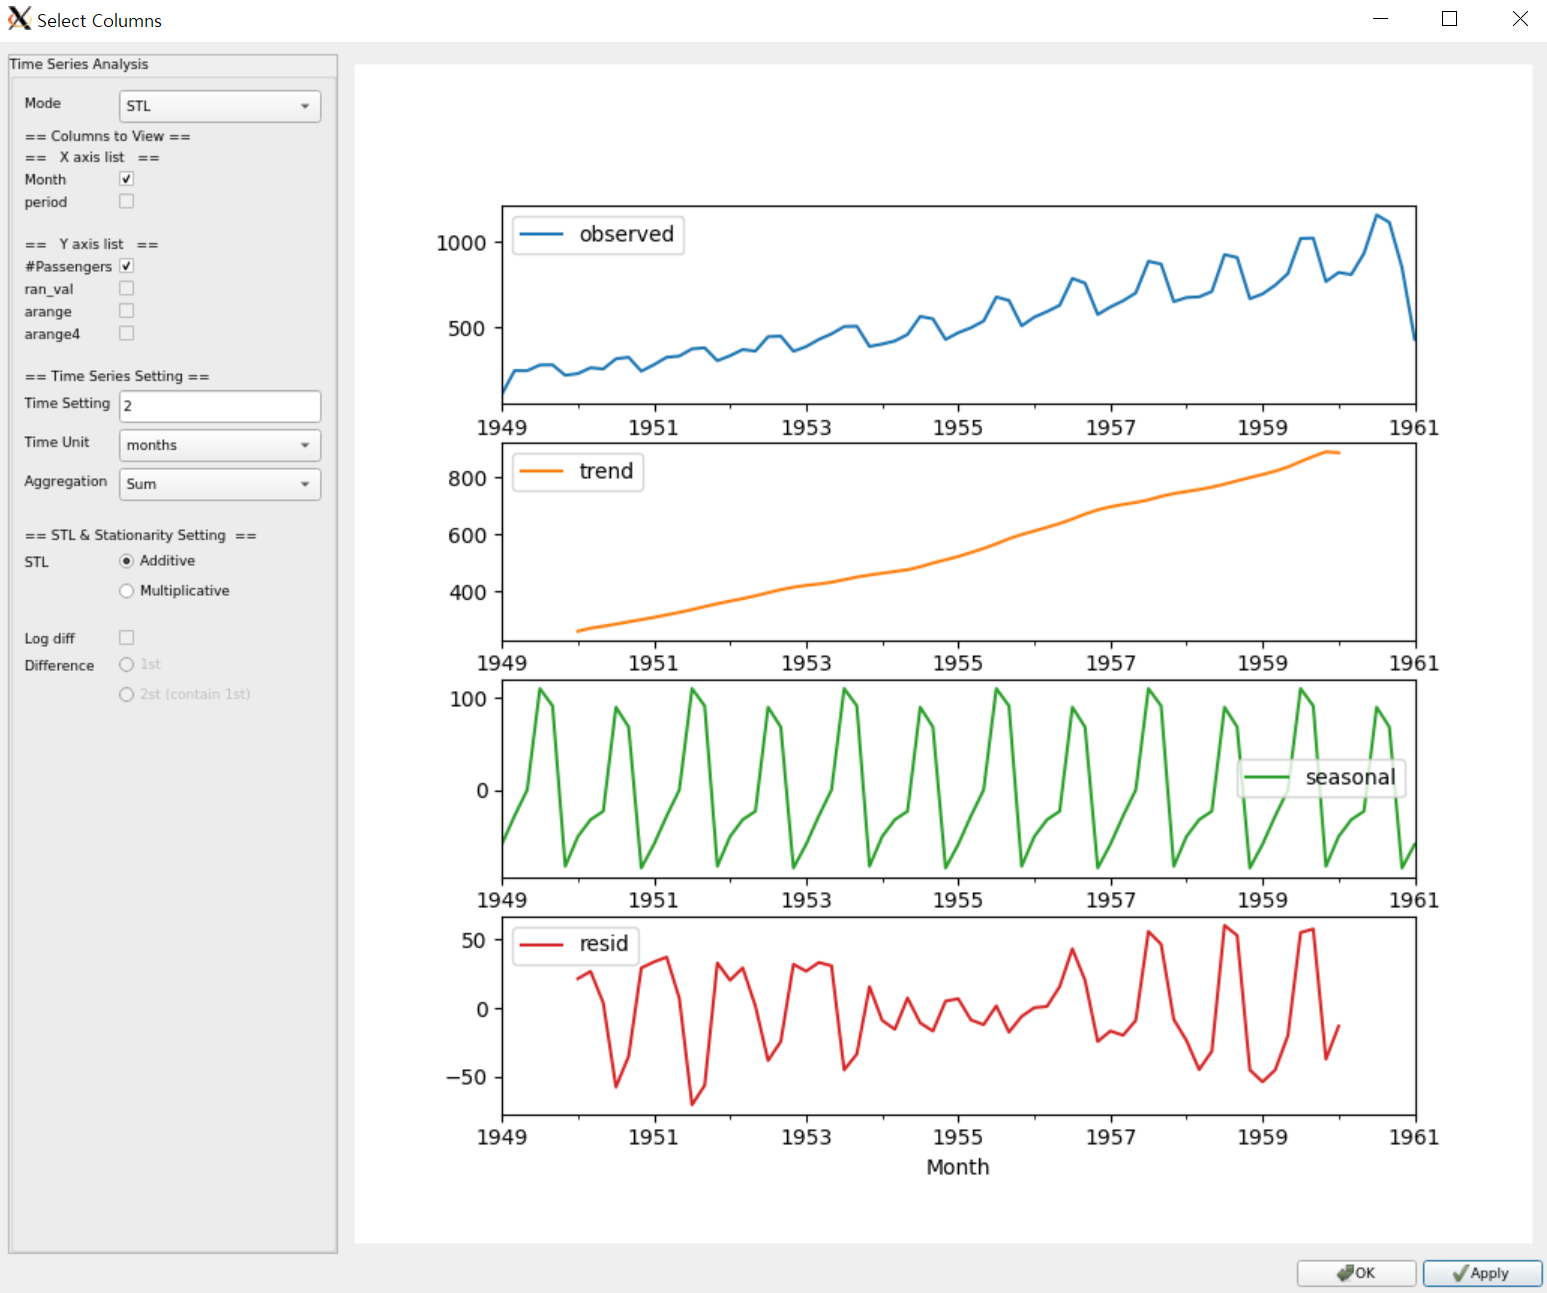 Select Columns
Time Series Analysis
Mode STL
== Columns to View ==
== X axis list ==
Month
period
== Y axis list ==
#Passengers
ran_val
arange
arange4
== Time Series Setting ==
Time Setting 2
Time Unit months
Aggregation Sum
== STL & Stationarity Setting ==
STL Additive
Multiplicative
Log diff
Difference 1st
2st (contain 1st)
observed
1000
500
1949 1951 1953 1955 1957 1959 1961
trend
800
600
400
1949 1951 1953 1955 1957 1959 1961
100
0
seasonal
1949 1951 1953 1955 1957 1959 1961
resid
50
0
−50
1949 1951 1953 1955 1957 1959 1961
Month
OK Apply